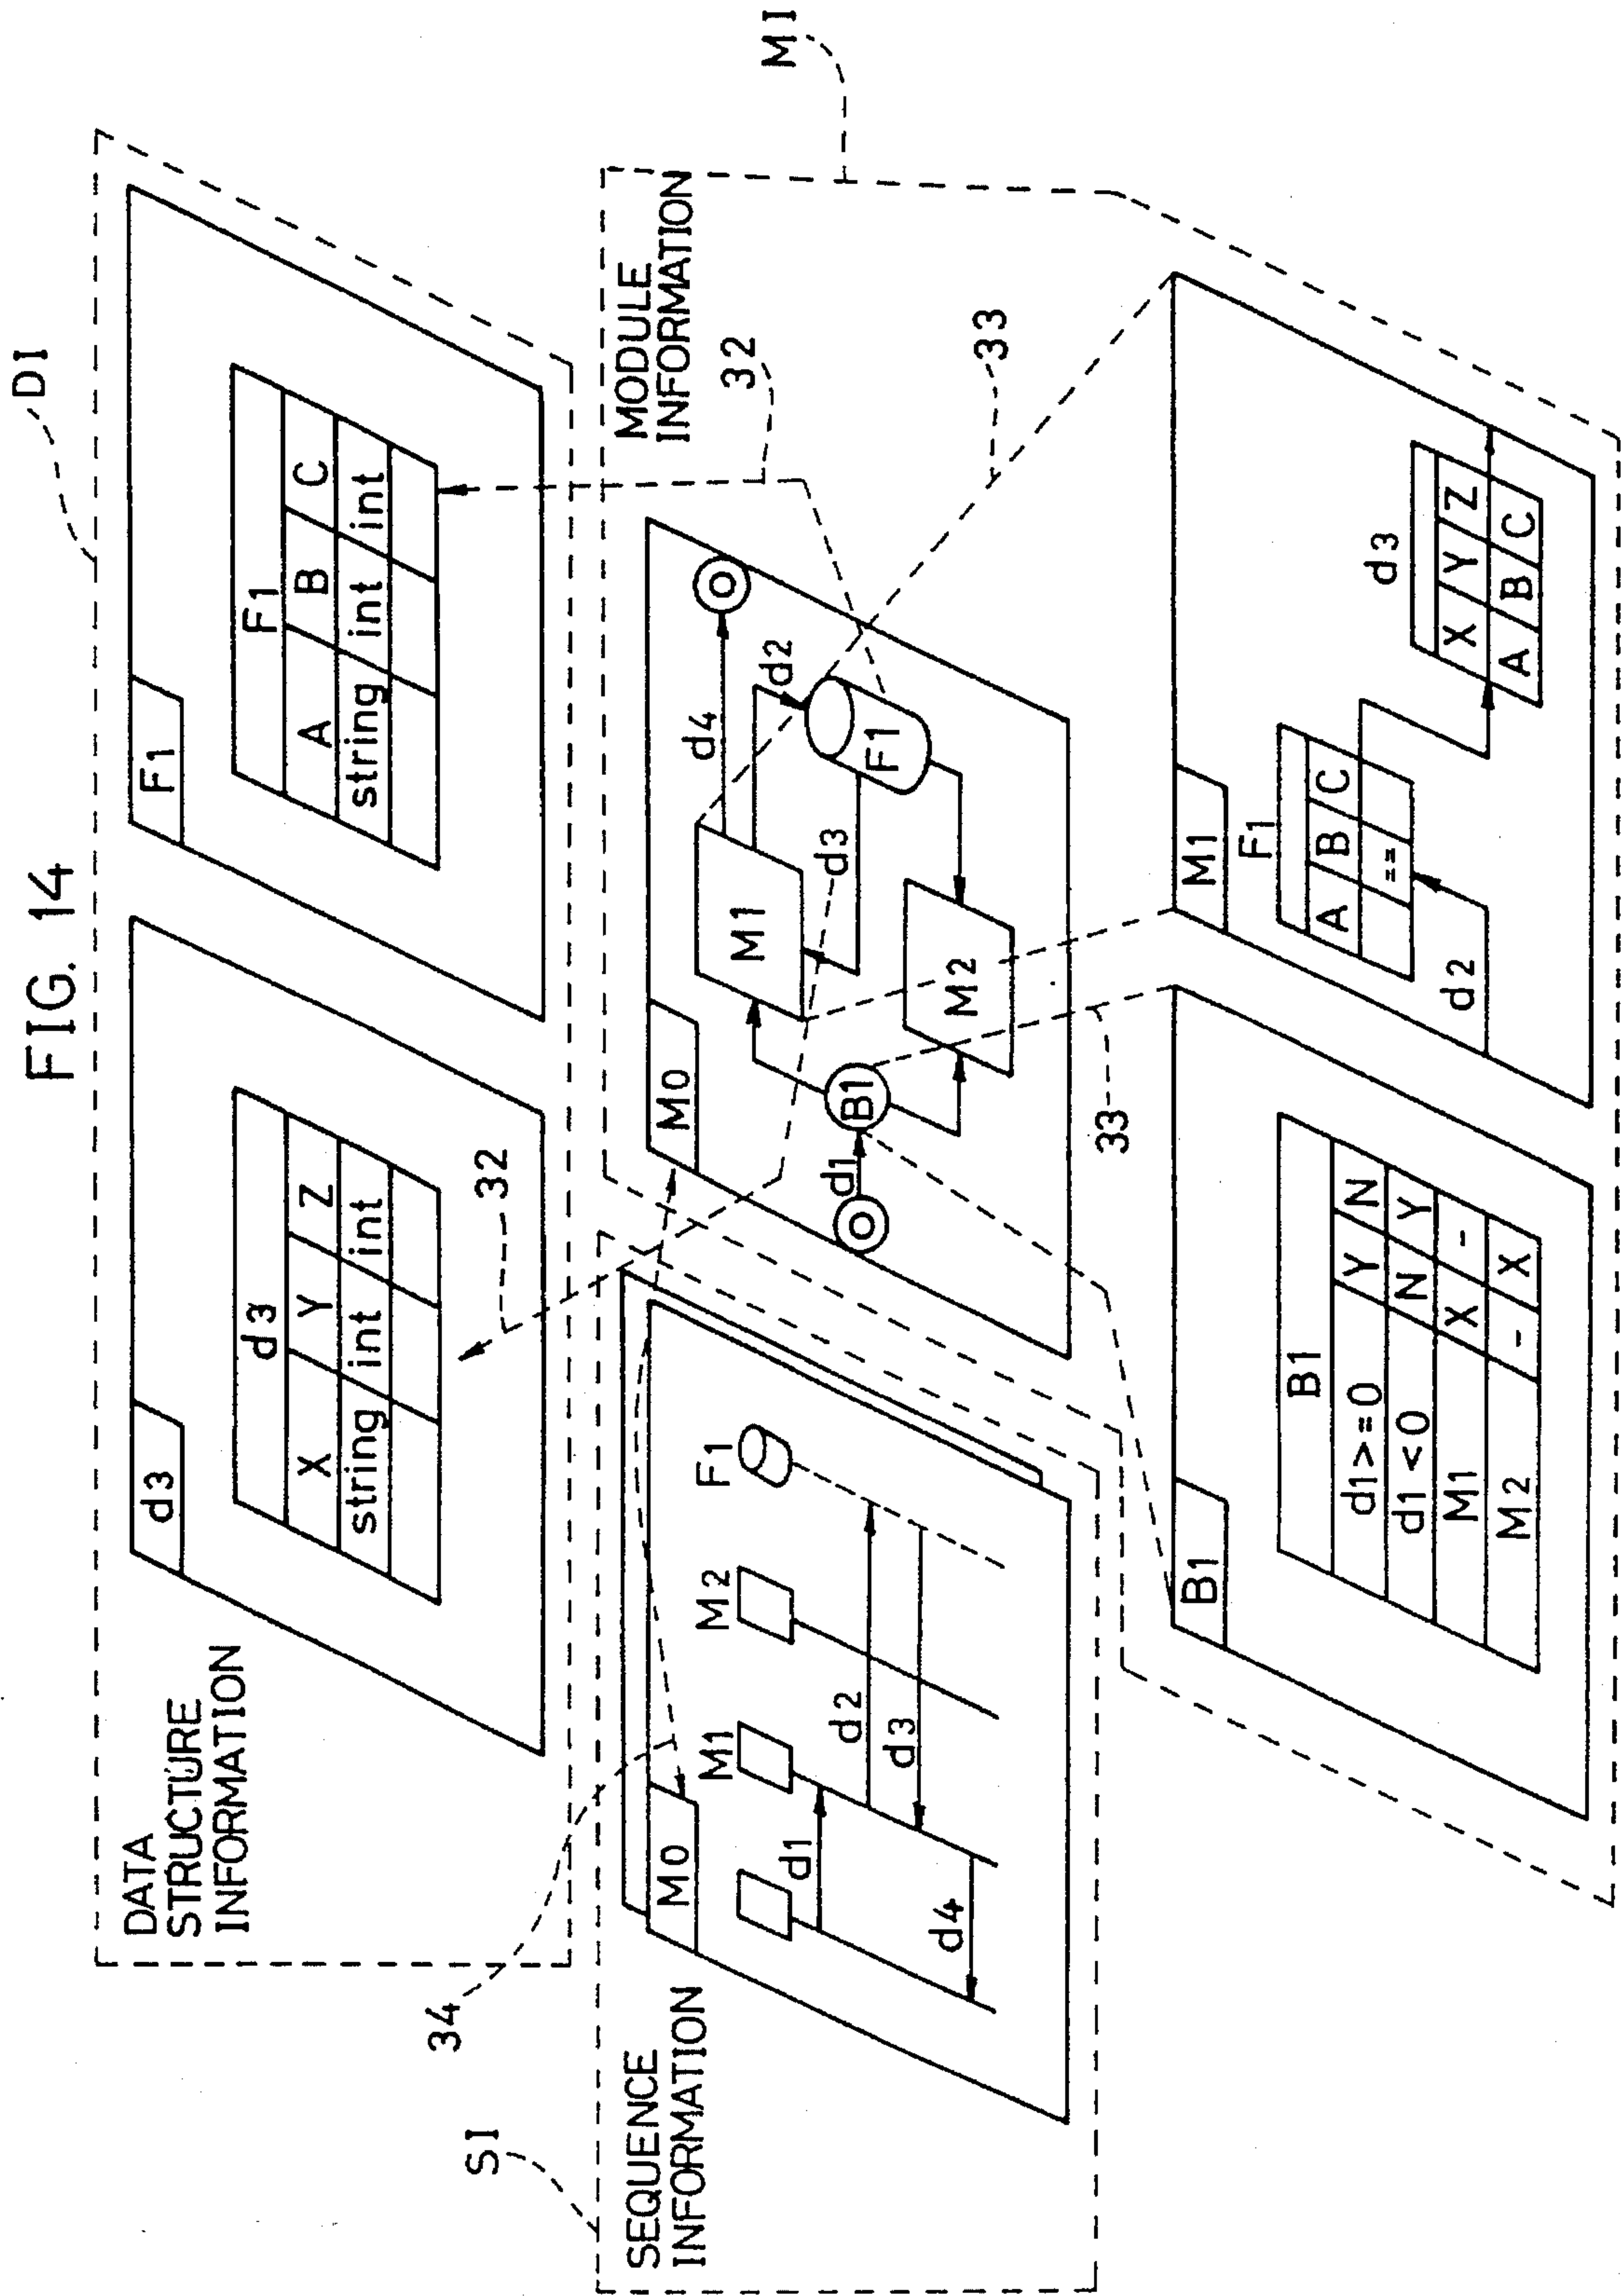 FIG. 14
DI
DATA
STRUCTURE
INFORMATION
d3
d3
X Y Z
string int int
32
F1
F1
A B C
string int int
SI
34
SEQUENCE
INFORMATION
M0
M1 M2 F1
d1
d2
d3
d4
MODULE
INFORMATION
MI
32
33
M0
d1
B1
M1
M2
d4
d2
d3
F1
33
B1
B1
d1>=0 Y N
d1<0 N Y
M1 X -
M2 - X
M1
F1
A B C
==
d2
d3
X Y Z
A B C